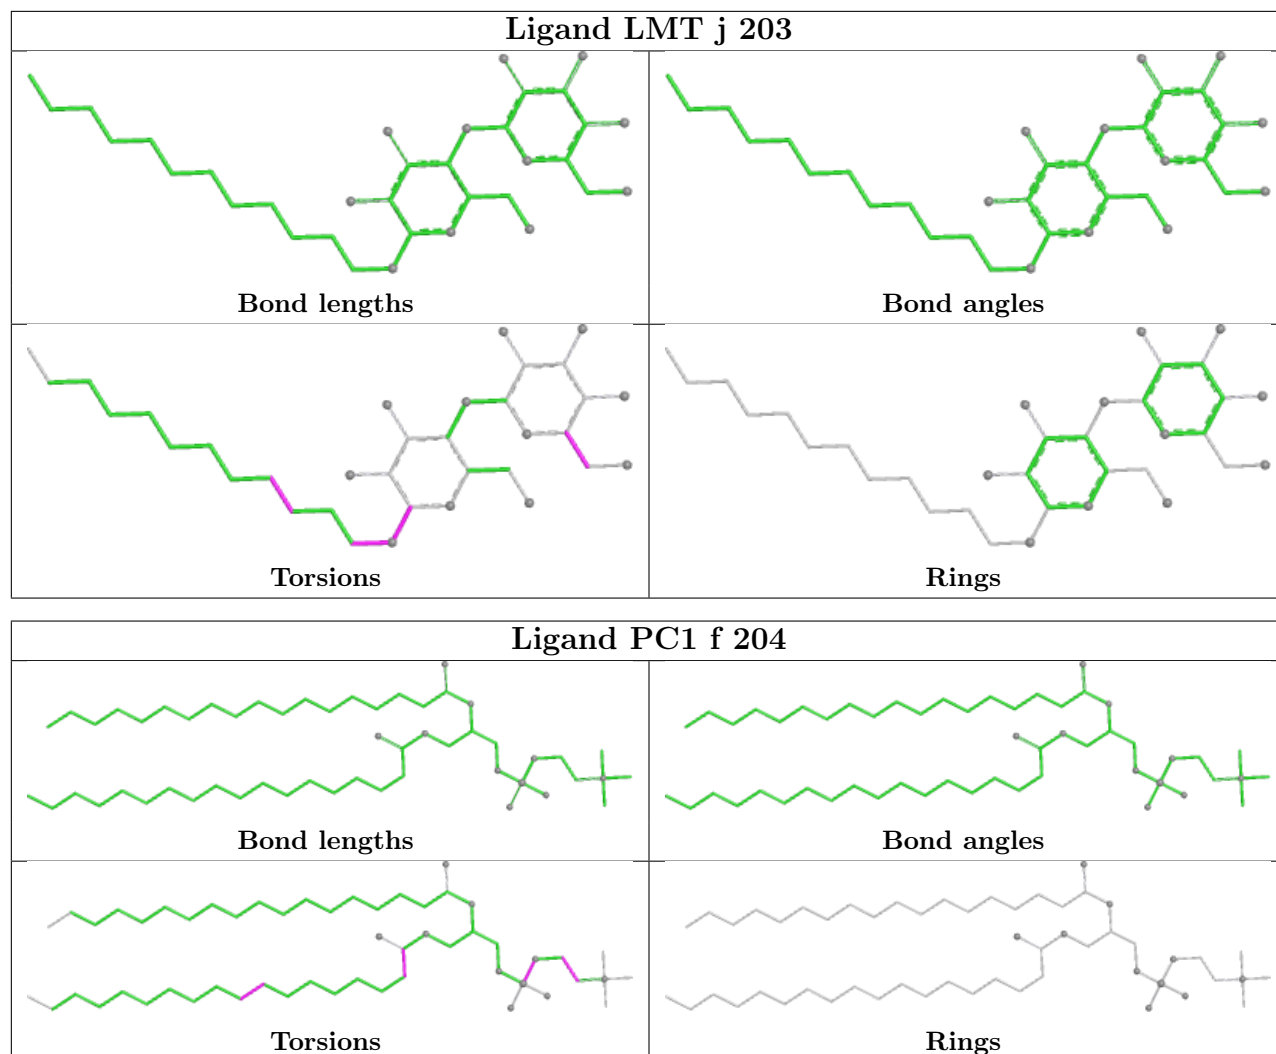 Ligand LMT j 203
Bond lengths
Bond angles
Torsions
Rings
Ligand PC1 f 204
Bond lengths
Bond angles
Torsions
Rings